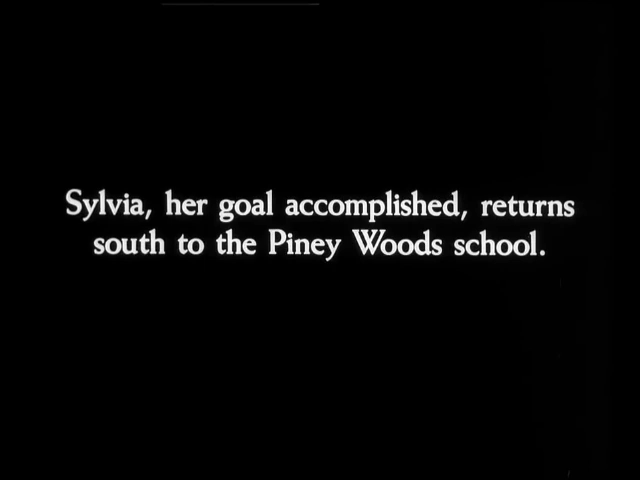 Sylvia, her goal accomplished, returns
south to the Piney Woods school.